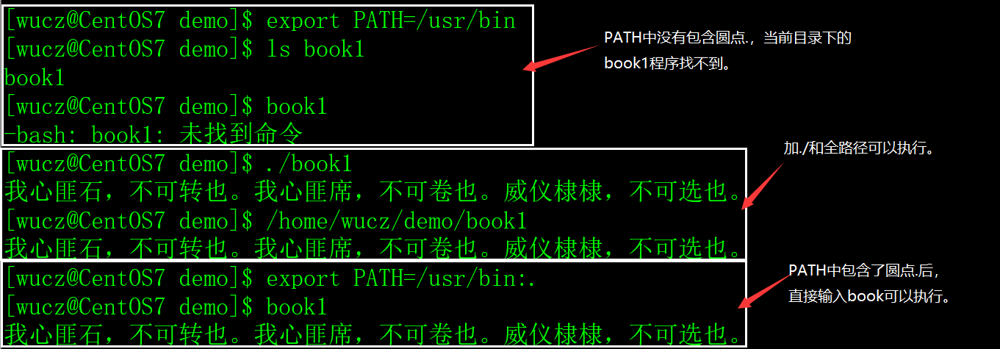 [wucz@CentOS7 demo]$ export PATH=/usr/bin
[wucz@CentOS7 demo]$ ls book1
book1
[wucz@CentOS7 demo]$ book1
-bash: book1: 未找到命令
PATH中没有包含圆点.，当前目录下的
book1程序找不到。
[wucz@CentOS7 demo]$ ./book1
我心匪石，不可转也。我心匪席，不可卷也。威仪棣棣，不可选也。
[wucz@CentOS7 demo]$ /home/wucz/demo/book1
我心匪石，不可转也。我心匪席，不可卷也。威仪棣棣，不可选也。
加./和全路径可以执行。
[wucz@CentOS7 demo]$ export PATH=/usr/bin:.
[wucz@CentOS7 demo]$ book1
我心匪石，不可转也。我心匪席，不可卷也。威仪棣棣，不可选也。
PATH中包含了圆点.后，
直接输入book可以执行。